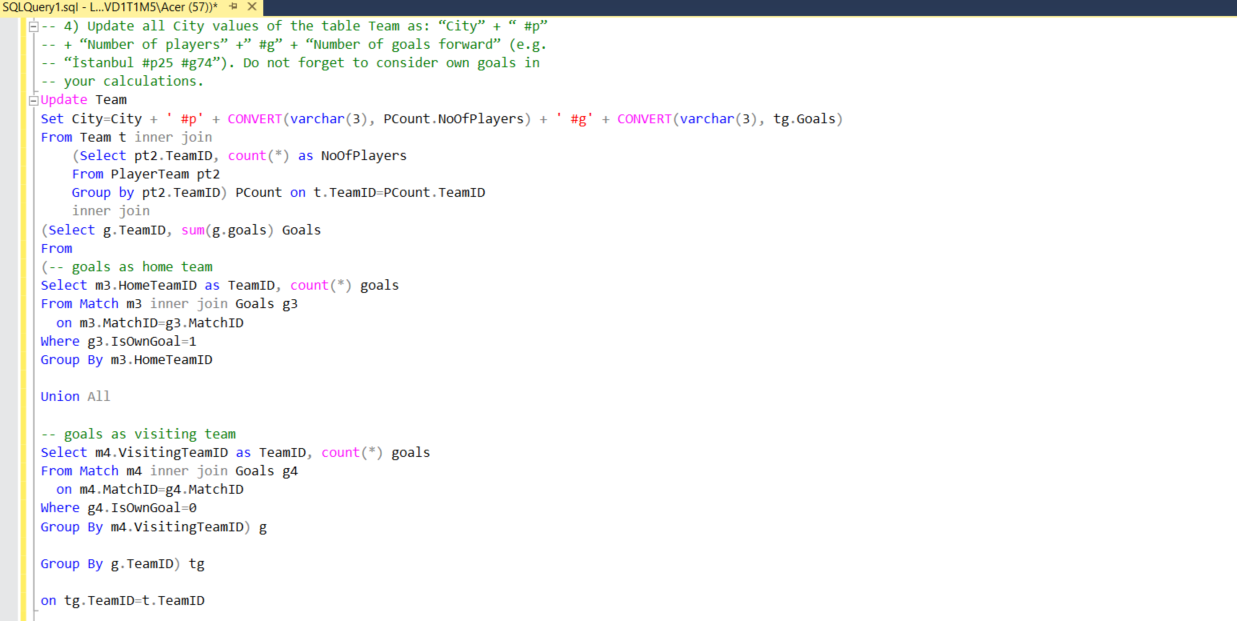 SQLQuery1.sql - L...VD1T1M5\Acer (57))*
-- 4) Update all City values of the table Team as: “City” + “ #p”
-- + “Number of players” +” #g” + “Number of goals forward” (e.g.
-- “İstanbul #p25 #g74”). Do not forget to consider own goals in
-- your calculations.
Update Team
Set City=City + ' #p' + CONVERT(varchar(3), PCount.NoOfPlayers) + ' #g' + CONVERT(varchar(3), tg.Goals)
From Team t inner join
(Select pt2.TeamID, count(*) as NoOfPlayers
From PlayerTeam pt2
Group by pt2.TeamID) PCount on t.TeamID=PCount.TeamID
inner join
(Select g.TeamID, sum(g.goals) Goals
From
(-- goals as home team
Select m3.HomeTeamID as TeamID, count(*) goals
From Match m3 inner join Goals g3
on m3.MatchID=g3.MatchID
Where g3.IsOwnGoal=1
Group By m3.HomeTeamID
Union All
-- goals as visiting team
Select m4.VisitingTeamID as TeamID, count(*) goals
From Match m4 inner join Goals g4
on m4.MatchID=g4.MatchID
Where g4.IsOwnGoal=0
Group By m4.VisitingTeamID) g
Group By g.TeamID) tg
on tg.TeamID=t.TeamID